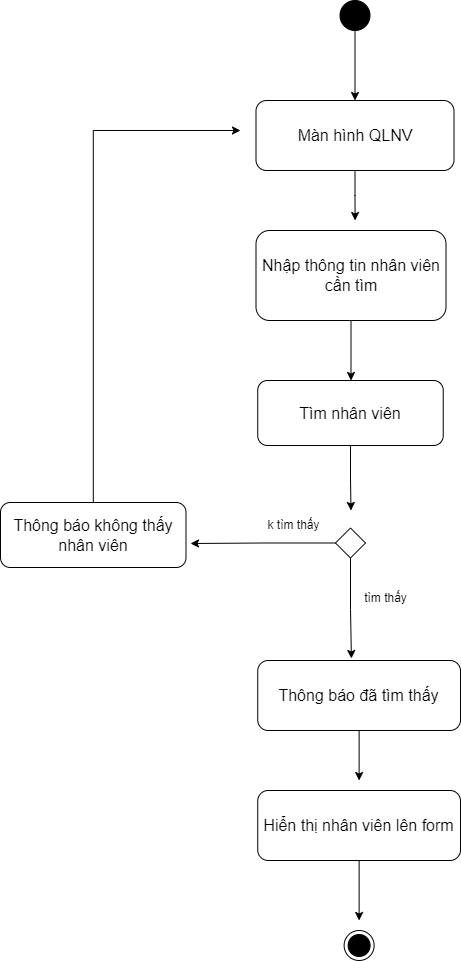 Màn hình QLNV
Nhập thông tin nhân viên
cần tìm
Tìm nhân viên
k tìm thấy
Thông báo không thấy
nhân viên
tìm thấy
Thông báo đã tìm thấy
Hiển thị nhân viên lên form